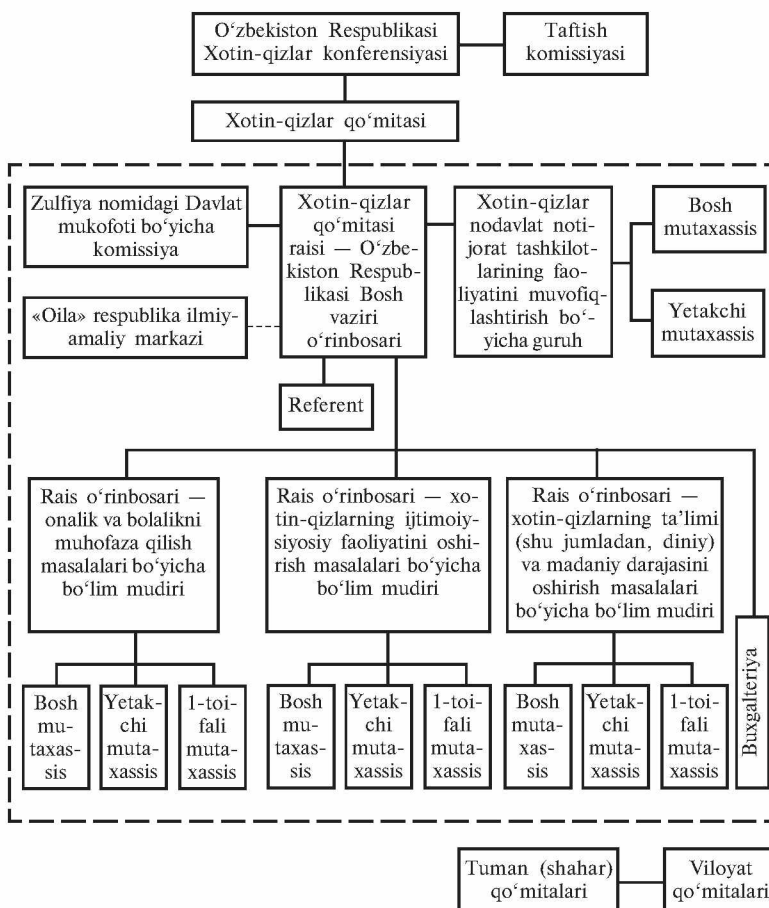 O‘zbekiston Respublikasi
Xotin-qizlar konferensiyasi
Taftish
komissiyasi
Xotin-qizlar qo‘mitasi
Zulfiya nomidagi Davlat
mukofoti bo‘yicha
komissiya
«Oila» respublika ilmiy-
amaliy markazi
Xotin-qizlar
qo‘mitasi
raisi — O‘zbe-
kiston Respub-
likasi Bosh
vaziri
o‘rinbosari
Xotin-qizlar
nodavlat noti-
jorat tashkilot-
larining fao-
liyatini muvofiq-
lashtirish bo‘-
yicha guruh
Bosh
mutaxassis
Yetakchi
mutaxassis
Referent
Rais o‘rinbosari —
onalik va bolalikni
muhofaza qilish
masalalari bo‘yicha
bo‘lim mudiri
Rais o‘rinbosari — xo-
tin-qizlarning ijtimoiy-
siyosiy faoliyatini oshi-
rish masalalari bo‘yicha
bo‘lim mudiri
Rais o‘rinbosari —
xotin-qizlarning ta’limi
(shu jumladan, diniy)
va madaniy darajasini
oshirish masalalari
bo‘yicha bo‘lim mudiri
Bosh
mu-
taxas-
sis
Yetak-
chi
muta-
xassis
1-toi-
fali
muta-
xassis
Bosh
mu-
taxas-
sis
Yetak-
chi
muta-
xassis
1-toi-
fali
muta-
xassis
Bosh
muta-
xas-
sis
Yetak-
chi
muta-
xassis
1-toi-
fali
muta-
xassis
Buxgalteriya
Tuman (shahar)
qo‘mitalari
Viloyat
qo‘mitalari